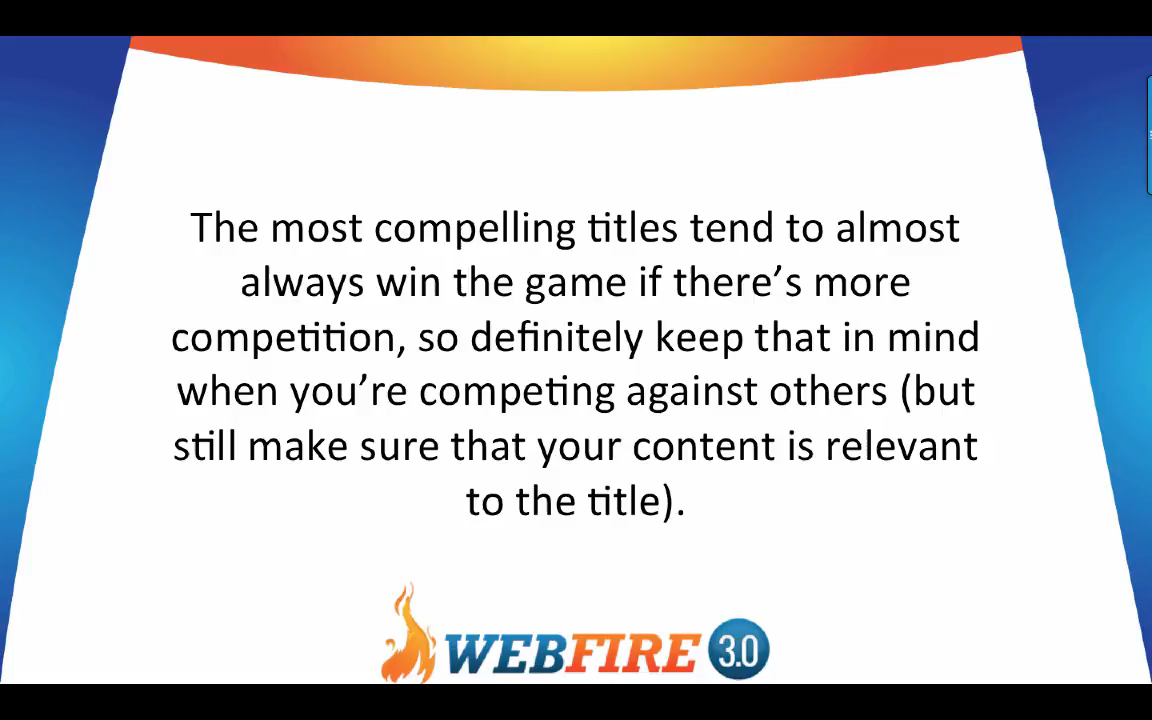 The most compelling titles tend to almost
always win the game if there’s more
competition, so definitely keep that in mind
when you’re competing against others (but
still make sure that your content is relevant
to the title).
WEBFIRE 3.0